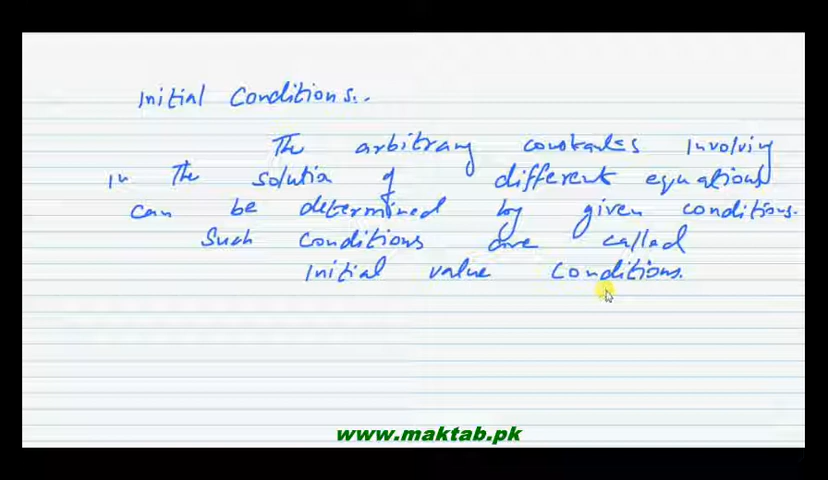 Initial Conditions..
The arbitrary constants involving
in the solution of different equations
can be determined by given conditions.
Such conditions are called
Initial value Conditions.
www.maktab.pk